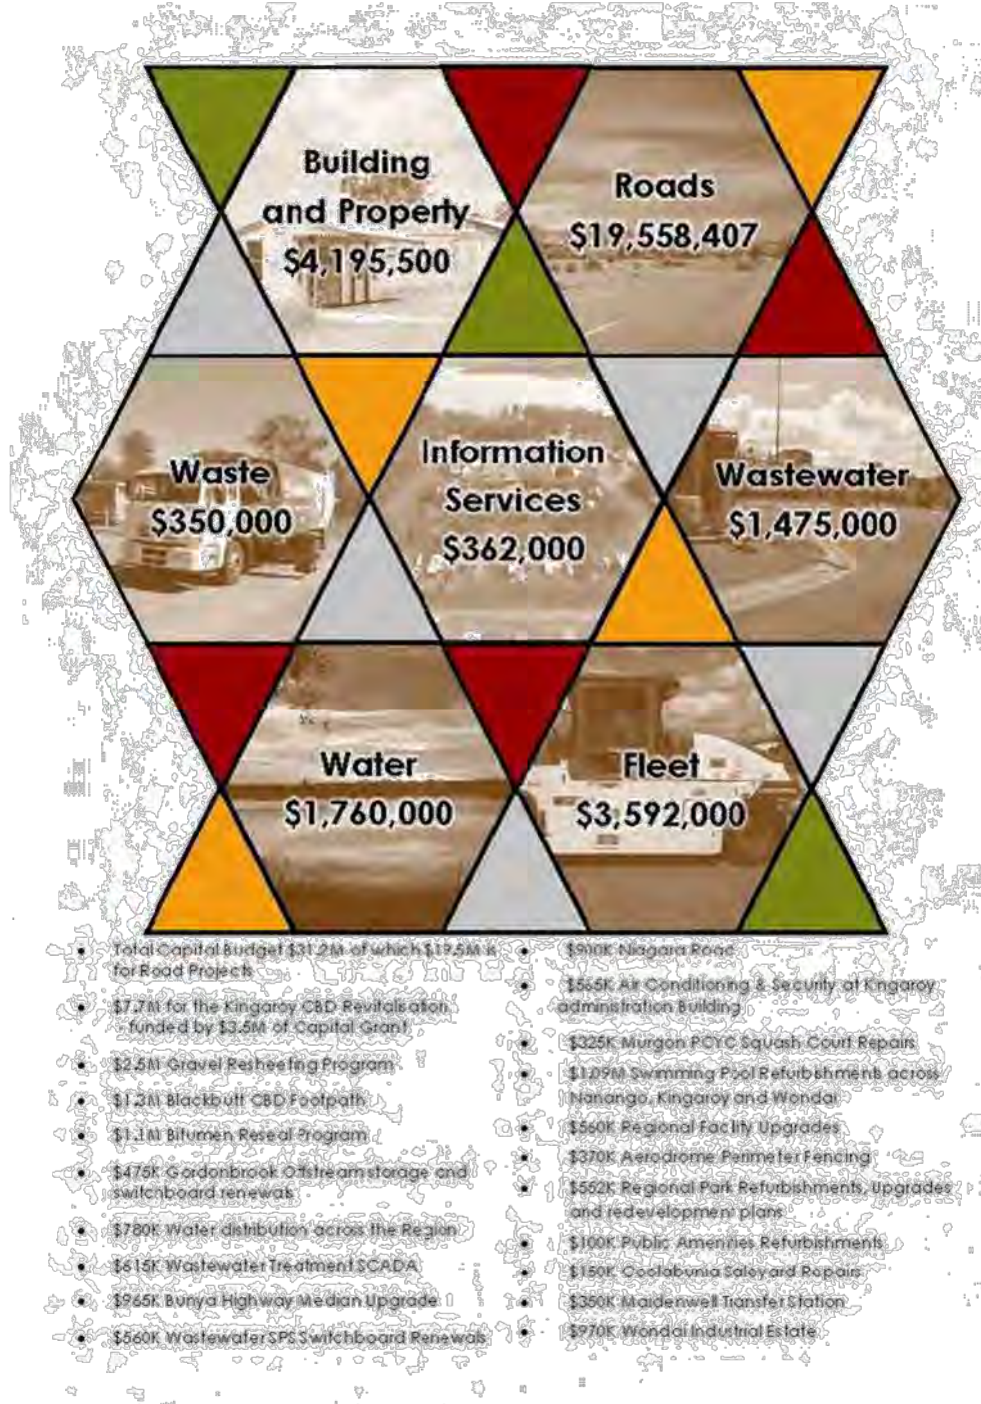 Building
and Property
$4,195,500
Roads
$19,558,407
Waste
$350,000
Information
Services
$362,000
Wastewater
$1,475,000
Water
$1,760,000
Fleet
$3,592,000
• Total Capital Budget $31.2M of which $19.5M is
for Road Projects
• $7.7M for the Kingaroy CBD Revitalisation
- funded by $3.5M of Capital Grant
• $2.5M Gravel Resheeting Program
• $1.3M Blackbutt CBD Footpath
• $1.1M Bitumen Reseal Program
• $475K Gordonbrook Offstream storage and
switchboard renewals
• $780K Water distribution across the Region
• $615K Wastewater Treatment SCADA
• $965K Bunya Highway Median Upgrade
• $560K Wastewater SPS Switchboard Renewals
• $900K Niagara Road
• $565K Air Conditioning & Security at Kingaroy
administration Building
• $325K Murgon PCYC Squash Court Repairs
• $1.09M Swimming Pool Refurbishments across
Nanango, Kingaroy and Wondai
• $560K Regional Facility Upgrades
• $370K Aerodrome Perimeter Fencing
• $552K Regional Park Refurbishments, upgrades
and redevelopment plans
• $100K Public Amenities Refurbishments
• $150K Coolabunia Saleyard Repairs
• $350K Maidenwell Transfer Station
• $970K Wondai Industrial Estate